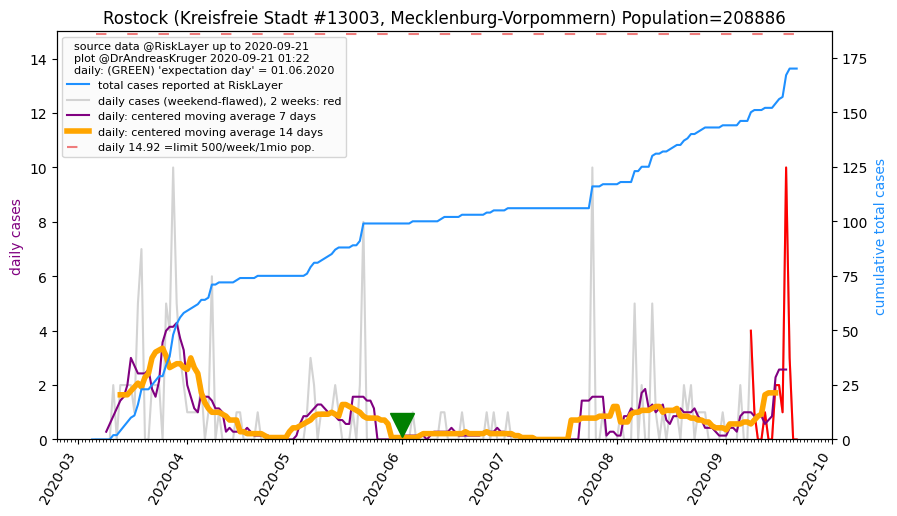 Rostock (Kreisfreie Stadt #13003, Mecklenburg-Vorpommern) Population=208886
source data @RiskLayer up to 2020-09-21
plot @DrAndreasKruger 2020-09-21 01:22
daily: (GREEN) 'expectation day' = 01.06.2020
total cases reported at RiskLayer
daily cases (weekend-flawed), 2 weeks: red
daily: centered moving average 7 days
daily: centered moving average 14 days
daily 14.92 =limit 500/week/1mio pop.
daily cases
14
12
10
8
6
4
2
0
cumulative total cases
175
150
125
100
75
50
25
0
2020-03
2020-04
2020-05
2020-06
2020-07
2020-08
2020-09
2020-10